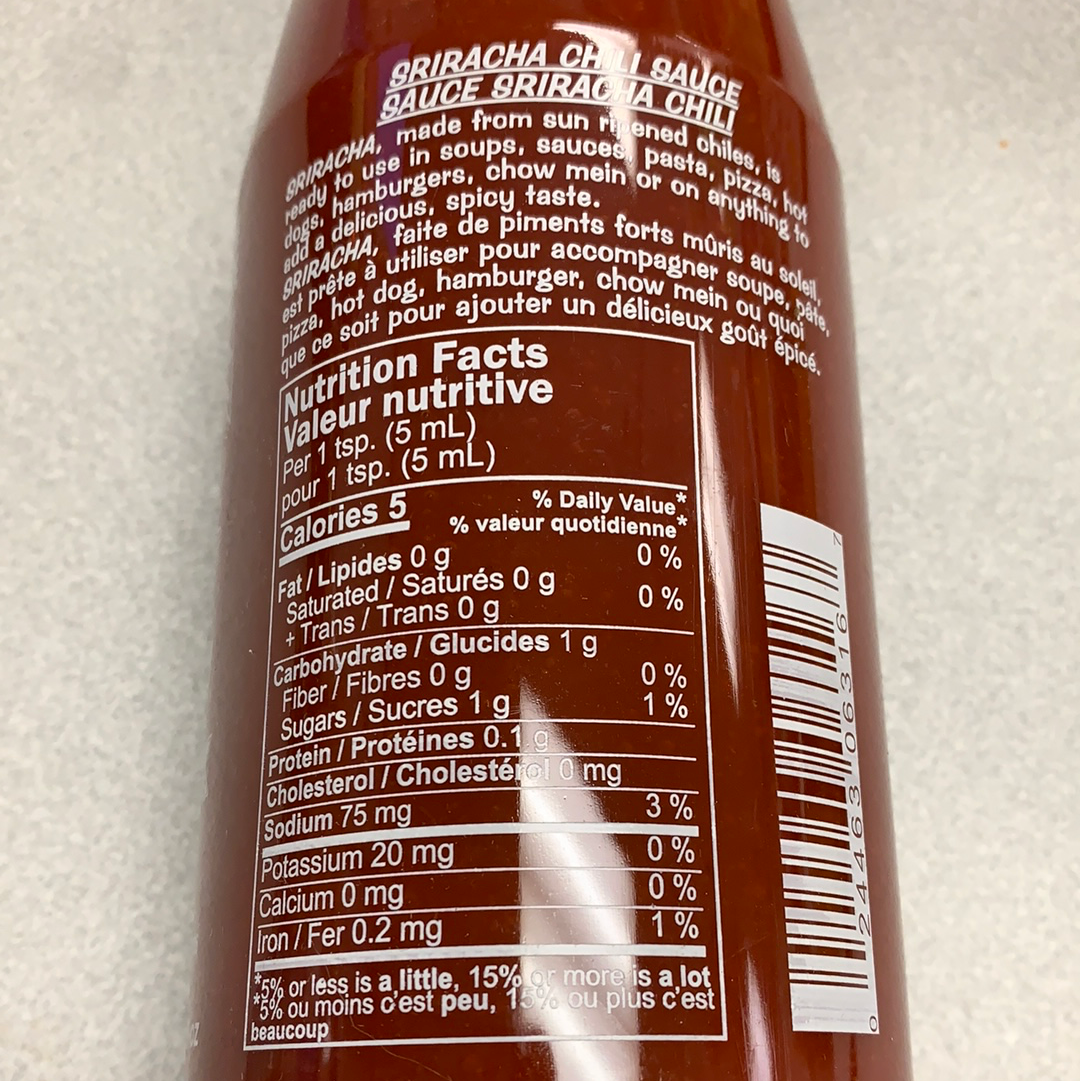 SRIRACHA CHILI SAUCE
SAUCE SRIRACHA CHILI
SRIRACHA, made from sun ripened chiles, is
ready to use in soups, sauces, pasta, pizza, hot
dogs, hamburgers, chow mein or on anything to
add a delicious, spicy taste.
SRIRACHA, faite de piments forts mûris au soleil,
est prête à utiliser pour accompagner soupe, pâte,
pizza, hot dog, hamburger, chow mein ou quoi
que ce soit pour ajouter un délicieux goût épicé.
Nutrition Facts
Valeur nutritive
Per 1 tsp. (5 mL)
pour 1 tsp. (5 mL)
Calories 5
% Daily Value*
% valeur quotidienne*
Fat / Lipides 0 g 0 %
Saturated / Saturés 0 g
+ Trans / Trans 0 g 0 %
Carbohydrate / Glucides 1 g
Fiber / Fibres 0 g 0 %
Sugars / Sucres 1 g 1 %
Protein / Protéines 0.1 g
Cholesterol / Cholestérol 0 mg
Sodium 75 mg 3 %
Potassium 20 mg 0 %
Calcium 0 mg 0 %
Iron / Fer 0.2 mg 1 %
*5% or less is a little, 15% or more is a lot
*5% ou moins c'est peu, 15% ou plus c'est
beaucoup
0 24463 06316 7
OZ